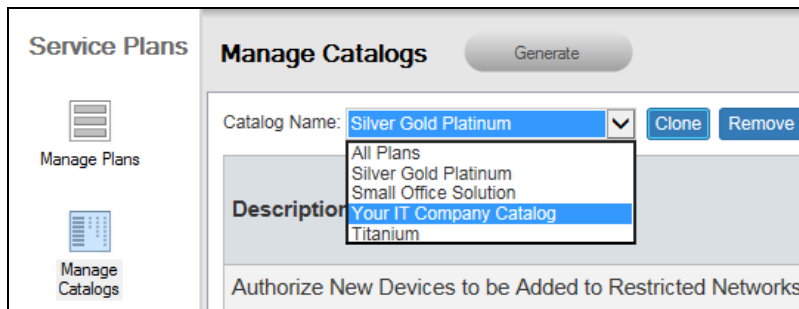 Service Plans
Manage Plans
Manage
Catalogs
Manage Catalogs
Generate
Catalog Name: Silver Gold Platinum Clone Remove
All Plans
Silver Gold Platinum
Small Office Solution
Your IT Company Catalog
Titanium
Description
Authorize New Devices to be Added to Restricted Networks